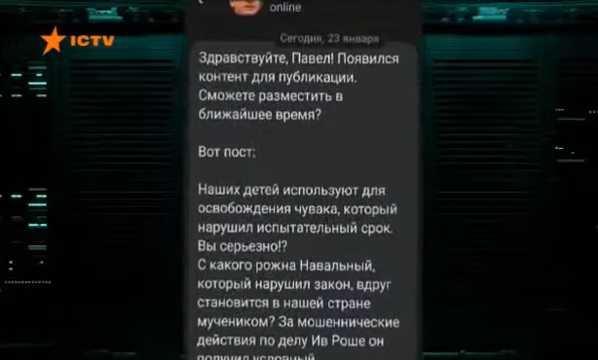 ICTV
online
Сегодня, 23 января
Здравствуйте, Павел! Появился
контент для публикации.
Сможете разместить в
ближайшее время?
Вот пост:
Наших детей используют для
освобождения чувака, который
нарушил испытательный срок.
Вы серьезно!?
С какого рожна Навальный,
который нарушил закон, вдруг
становится в нашей стране
мучеником? За мошеннические
действия по делу Ив Роше он
получил условный